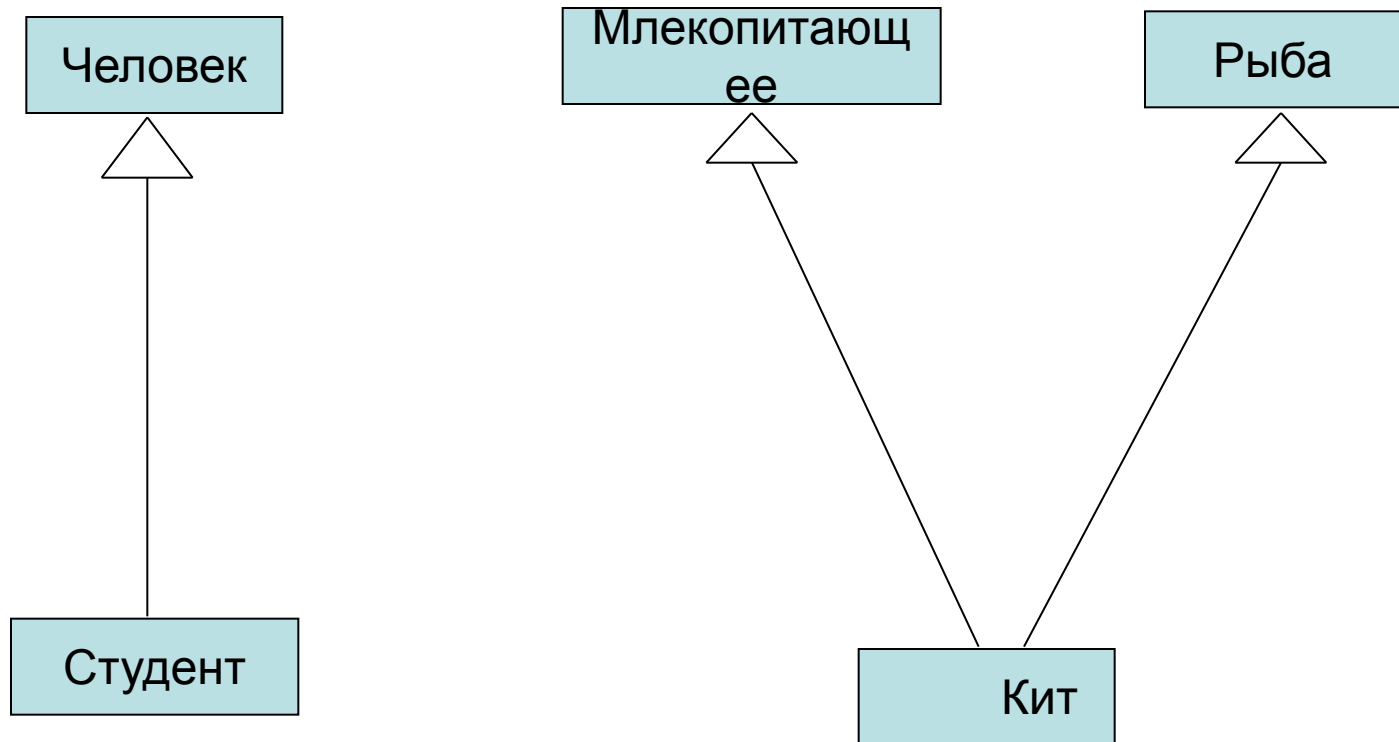 Человек
Млекопитающ
ее
Рыба
Студент
Кит